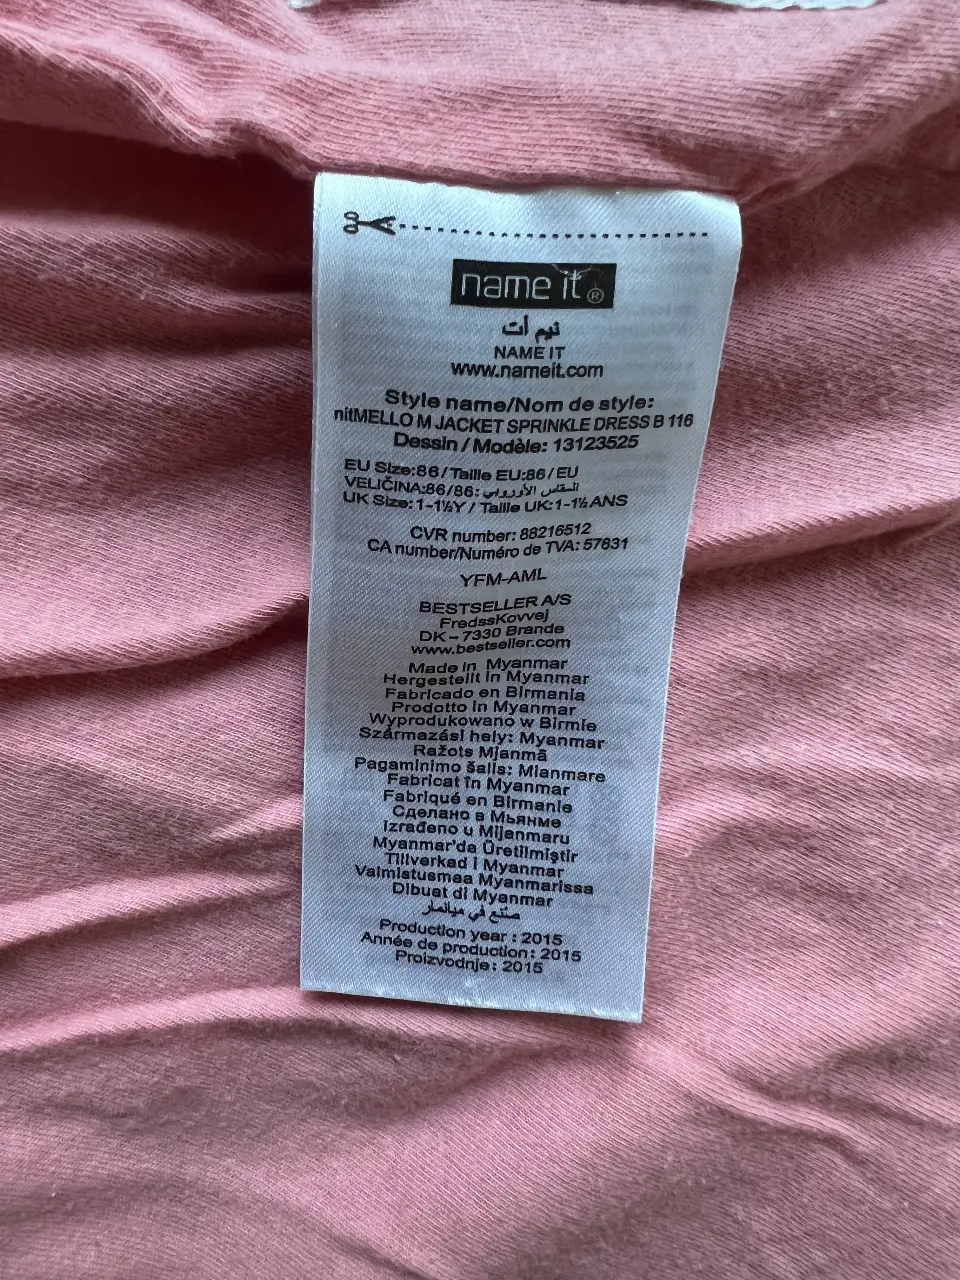 name it ®
نيم ات
NAME IT
www.nameit.com
Style name/Nom de style:
nitMELLO M JACKET SPRINKLE DRESS B 116
Dessin / Modèle: 13123525
EU Size:86 / Taille EU:86 / EU
VELIČINA:86/86: المقاس الأوروبي
UK Size:1-1½Y / Taille UK:1-1½ ANS
CVR number: 88216512
CA number/Numéro de TVA: 57831
YFM-AML
BESTSELLER A/S
FredssKovvej
DK – 7330 Brande
www.bestseller.com
Made in Myanmar
Hergestellt in Myanmar
Fabricado en Birmania
Prodotto in Myanmar
Wyprodukowano w Birmie
Származási hely: Myanmar
Ražots Mjanmā
Pagaminimo šalis: Mianmare
Fabricat în Myanmar
Fabriqué en Birmanie
Сделано в Мьянме
Izrađeno u Mijanmaru
Myanmar'da Üretilmiştir
Tillverkad i Myanmar
Valmistusmaa Myanmarissa
Dibuat di Myanmar
صنع في ميانمار
Production year : 2015
Année de production: 2015
Proizvodnje: 2015